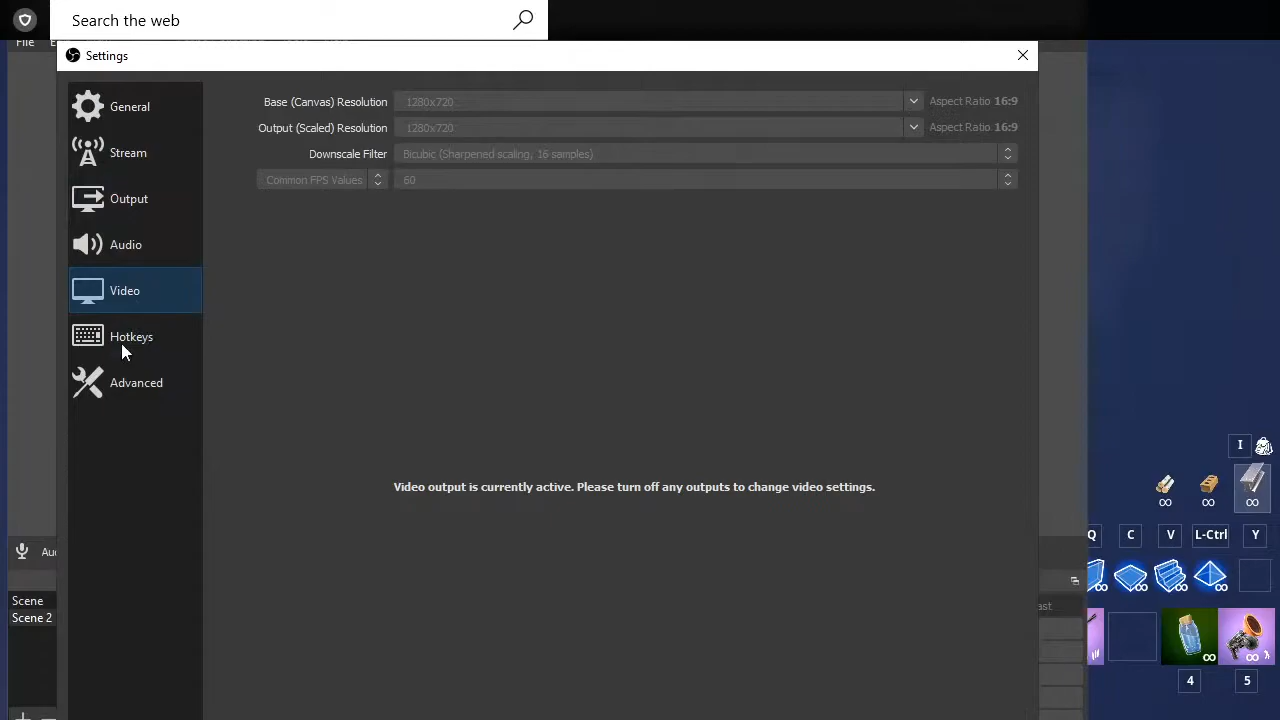 Search the web
File
Settings
General
Stream
Output
Audio
Video
Hotkeys
Advanced
Base (Canvas) Resolution 1280x720 Aspect Ratio 16:9
Output (Scaled) Resolution 1280x720 Aspect Ratio 16:9
Downscale Filter Bicubic (Sharpened scaling, 16 samples)
Common FPS Values 60
Video output is currently active. Please turn off any outputs to change video settings.
Scene
Scene 2
I
∞ ∞ ∞
Q C V L-Ctrl Y
∞ ∞ ∞ ∞
∞ ∞
4 5